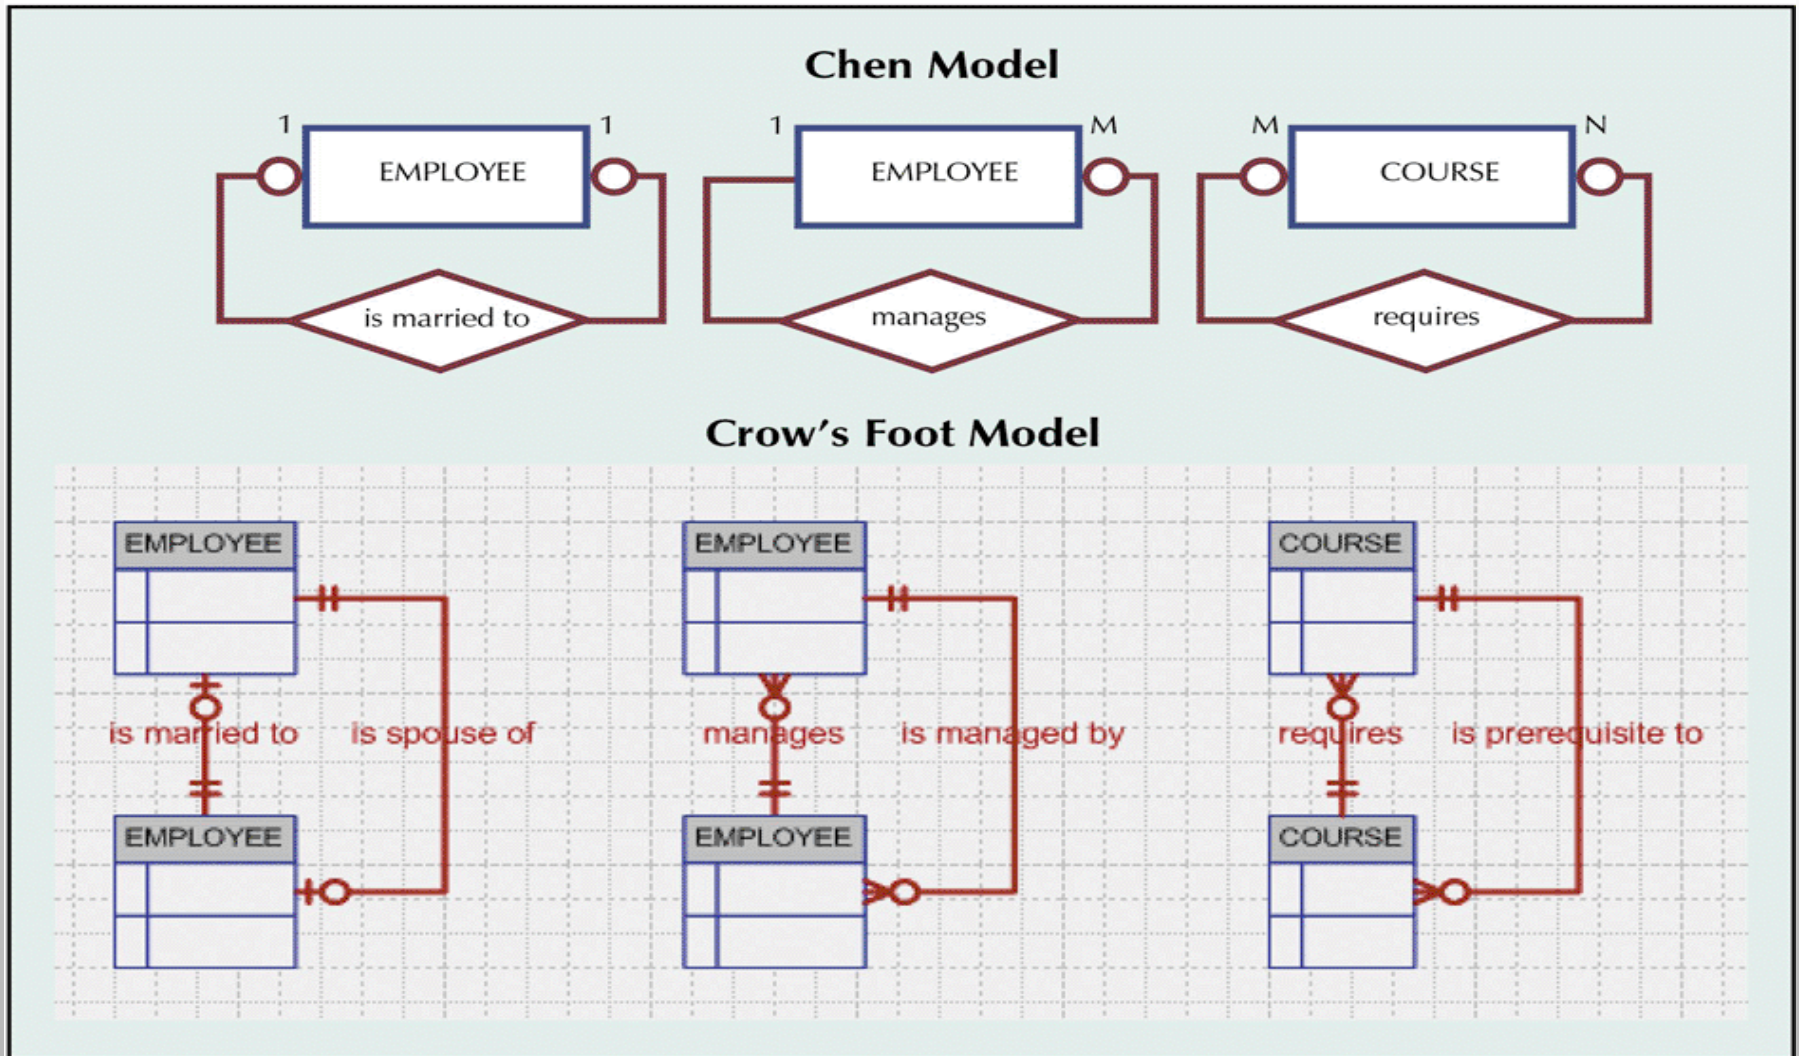 Chen Model
1 1 1 M M N
EMPLOYEE EMPLOYEE COURSE
is married to manages requires
Crow's Foot Model
EMPLOYEE EMPLOYEE COURSE
is married to is spouse of manages is managed by requires is prerequisite to
EMPLOYEE EMPLOYEE COURSE